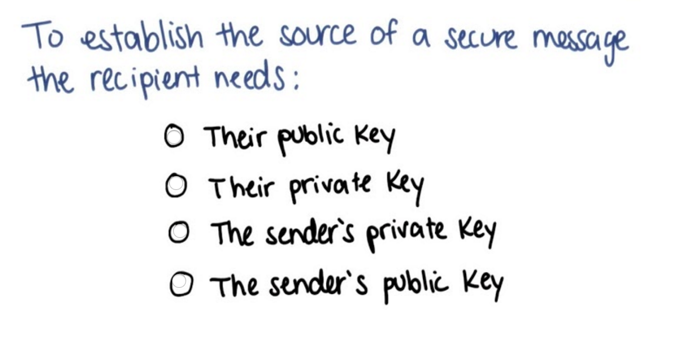 To establish the source of a secure message
the recipient needs:
Their public key
Their private key
The sender's private key
The sender's public key